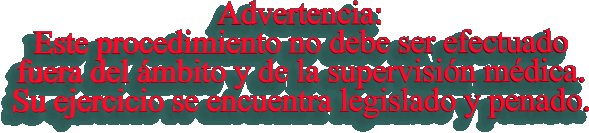 Advertencia:
Este procedimiento no debe ser efectuado
fuera del ámbito y de la supervisión médica.
Su ejercicio se encuentra legislado y penado.